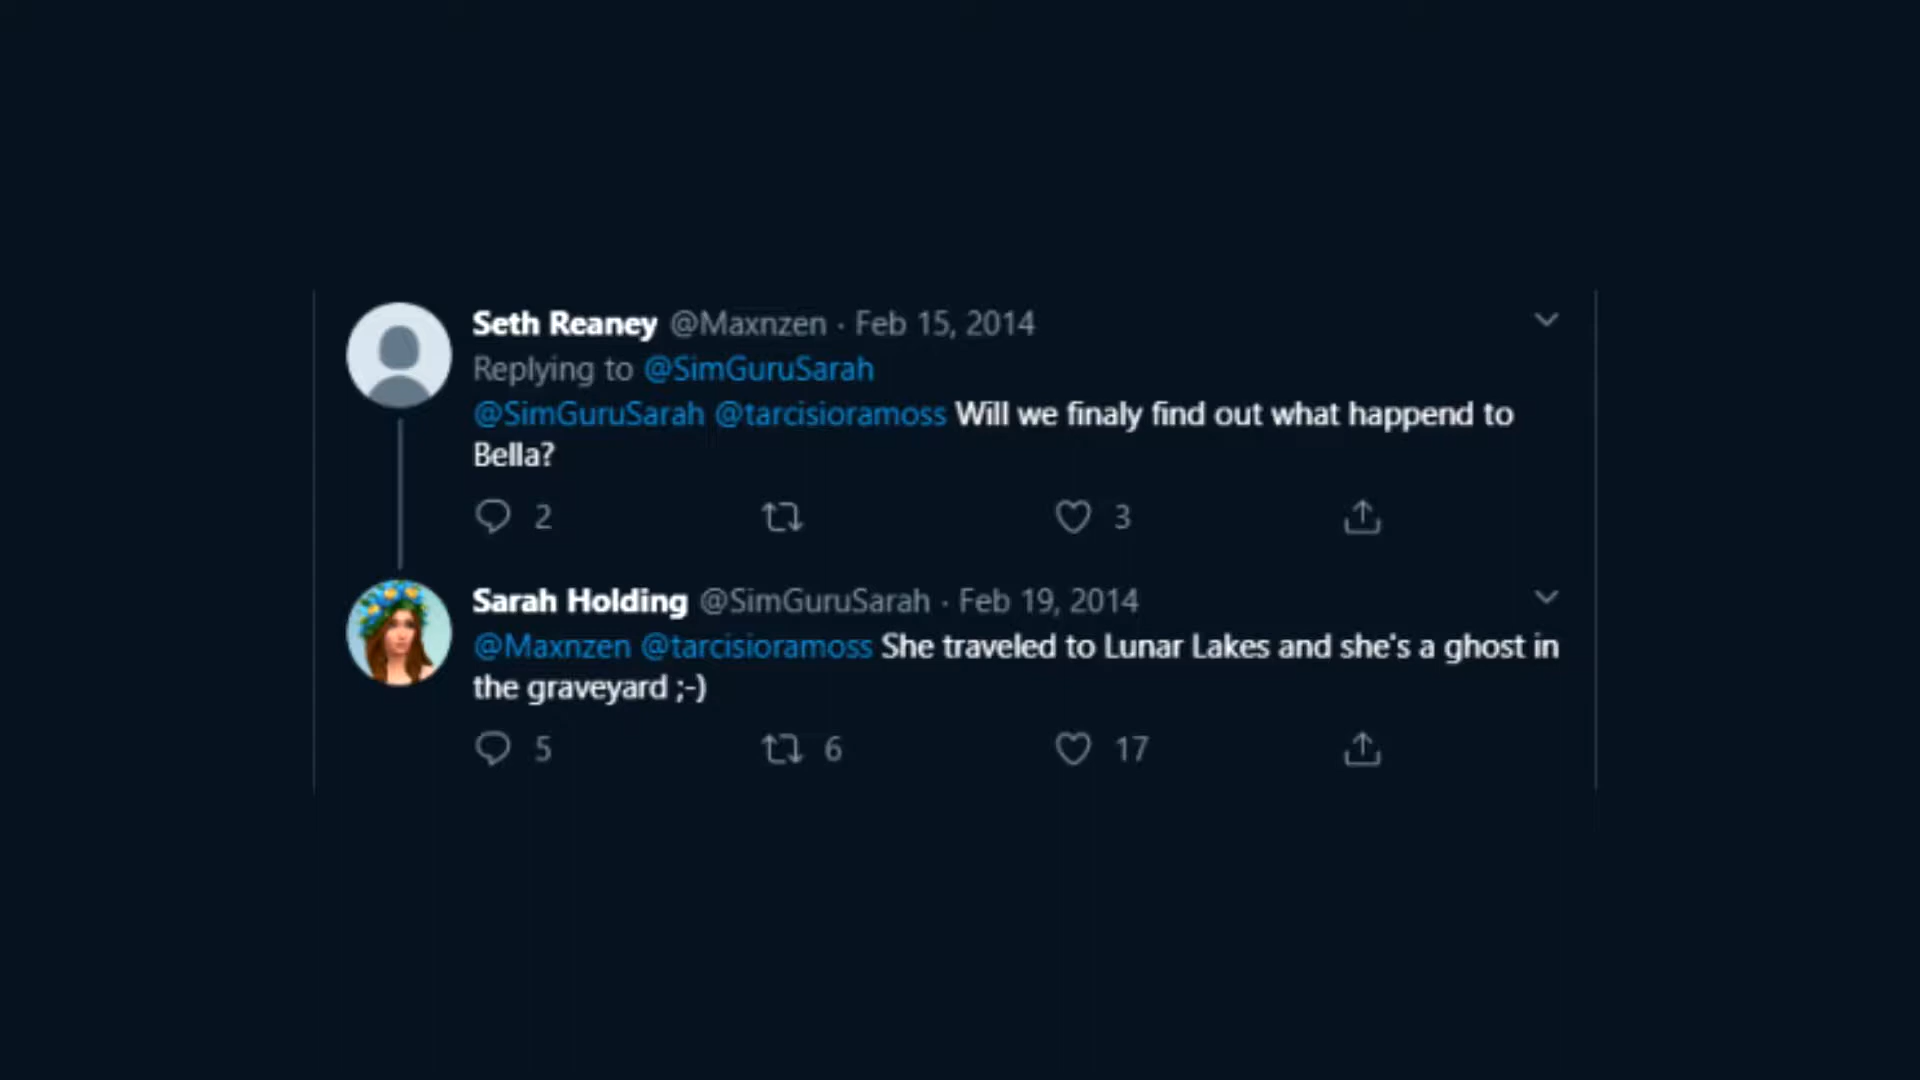 Seth Reaney @Maxnzen · Feb 15, 2014
Replying to @SimGuruSarah
@SimGuruSarah @tarcisioramoss Will we finaly find out what happend to
Bella?
2 3
Sarah Holding @SimGuruSarah · Feb 19, 2014
@Maxnzen @tarcisioramoss She traveled to Lunar Lakes and she's a ghost in
the graveyard ;-)
5 6 17